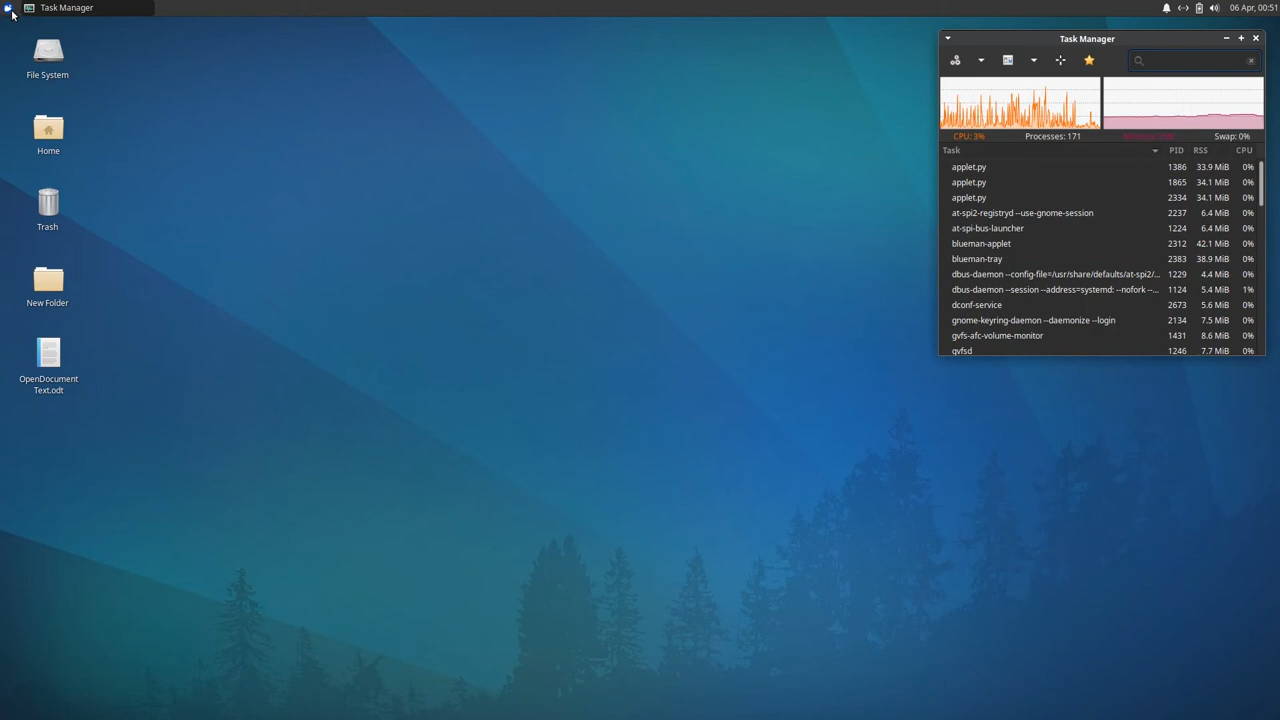 Task Manager
06 Apr, 00:51
File System
Home
Trash
New Folder
OpenDocument
Text.odt
Task Manager
CPU: 3%
Processes: 171
Swap: 0%
Task PID RSS CPU
applet.py 1386 33.9 MiB 0%
applet.py 1865 34.1 MiB 0%
applet.py 2334 34.1 MiB 0%
at-spi2-registryd --use-gnome-session 2237 6.4 MiB 0%
at-spi-bus-launcher 1224 6.4 MiB 0%
blueman-applet 2312 42.1 MiB 0%
blueman-tray 2383 38.9 MiB 0%
dbus-daemon --config-file=/usr/share/defaults/at-spi2/... 1229 4.4 MiB 0%
dbus-daemon --session --address=systemd: --nofork --... 1124 5.4 MiB 1%
dconf-service 2673 5.6 MiB 0%
gnome-keyring-daemon --daemonize --login 2134 7.5 MiB 0%
gvfs-afc-volume-monitor 1431 8.6 MiB 0%
gvfsd 1246 7.7 MiB 0%